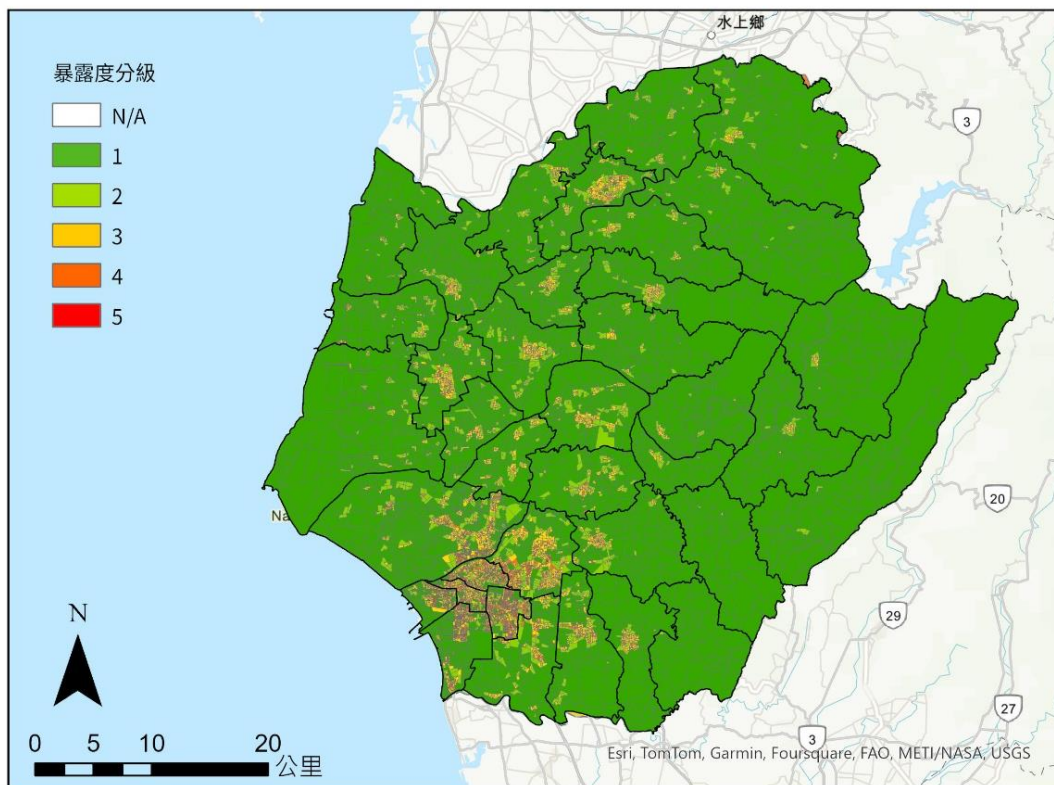 水上鄉
暴露度分級
N/A
1
2
3
4
5
3
20
29
27
3
Na
N
0 5 10 20
公里
Esri, TomTom, Garmin, Foursquare, FAO, METI/NASA, USGS